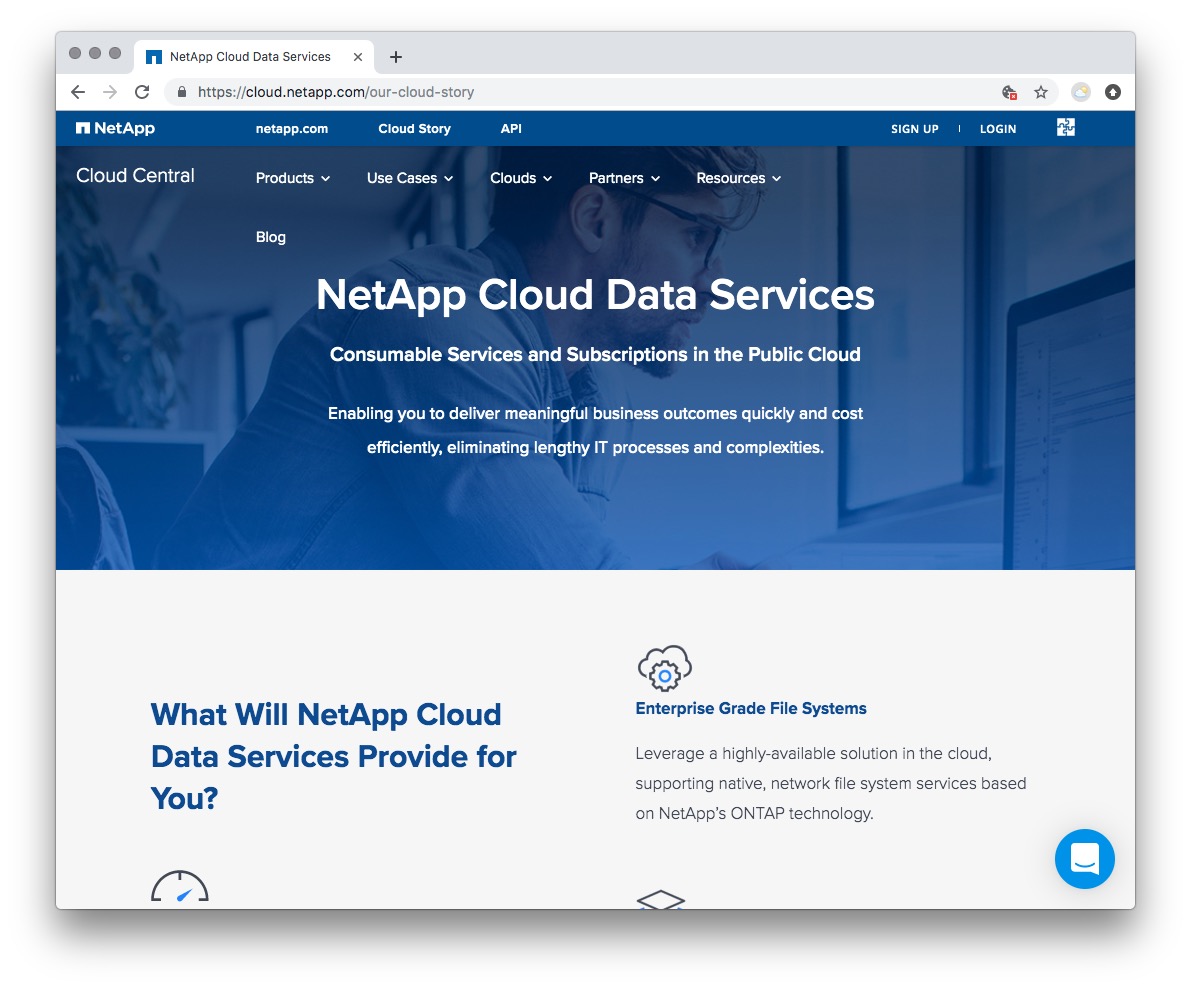 NetApp Cloud Data Services
https://cloud.netapp.com/our-cloud-story
NetApp
netapp.com
Cloud Story
API
SIGN UP
LOGIN
Cloud Central
Products
Use Cases
Clouds
Partners
Resources
Blog
NetApp Cloud Data Services
Consumable Services and Subscriptions in the Public Cloud
Enabling you to deliver meaningful business outcomes quickly and cost
efficiently, eliminating lengthy IT processes and complexities.
What Will NetApp Cloud
Data Services Provide for
You?
Enterprise Grade File Systems
Leverage a highly-available solution in the cloud,
supporting native, network file system services based
on NetApp’s ONTAP technology.